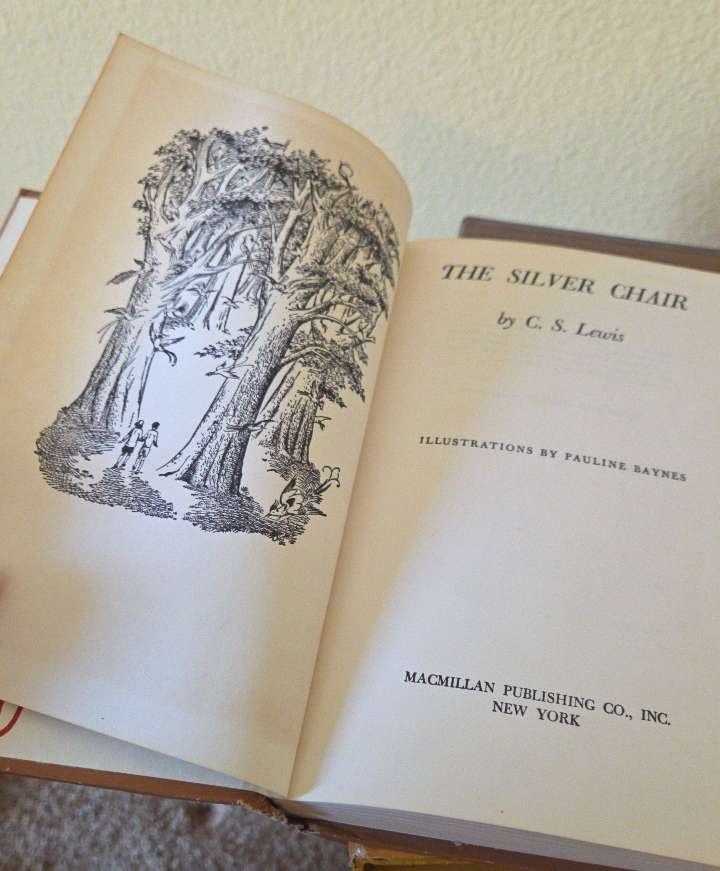 THE SILVER CHAIR
by C. S. Lewis
ILLUSTRATIONS BY PAULINE BAYNES
MACMILLAN PUBLISHING CO., INC.
NEW YORK